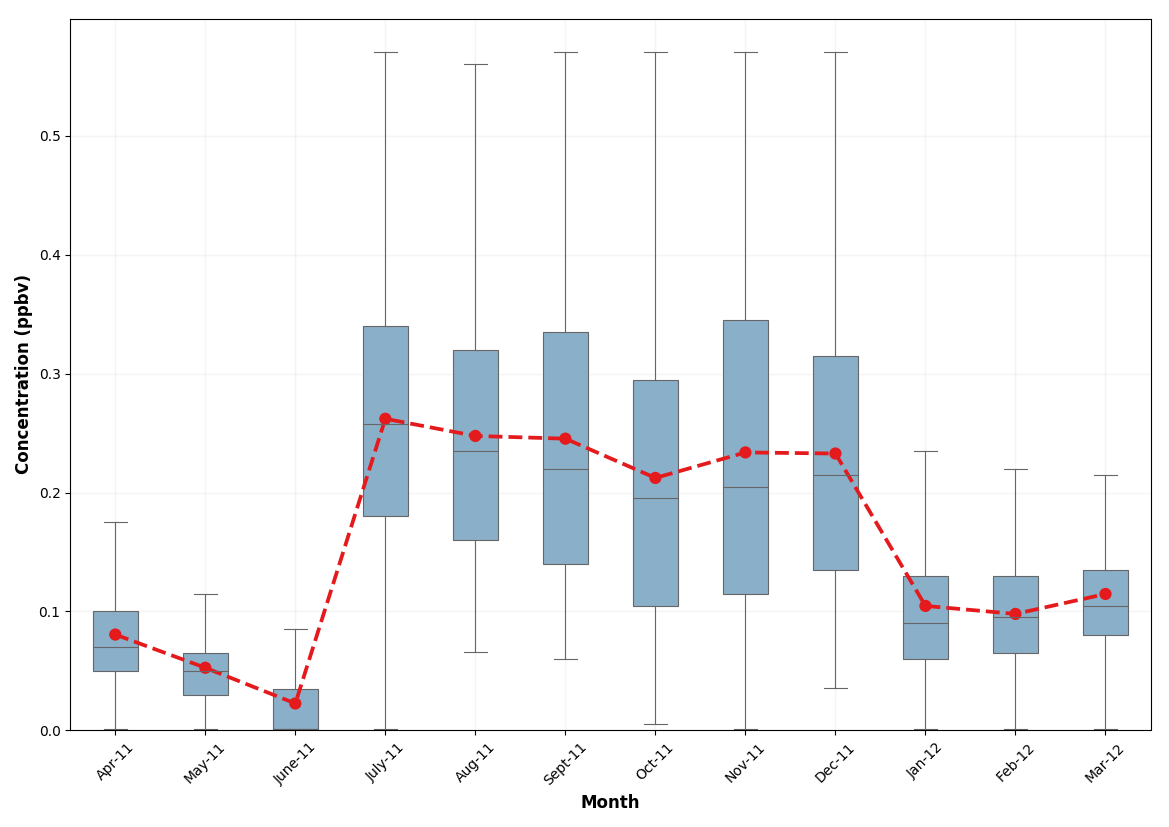 Concentration (ppbv)
0.5
0.4
0.3
0.2
0.1
0.0
Apr-11
May-11
June-11
July-11
Aug-11
Sept-11
Oct-11
Nov-11
Dec-11
Jan-12
Feb-12
Mar-12
Month